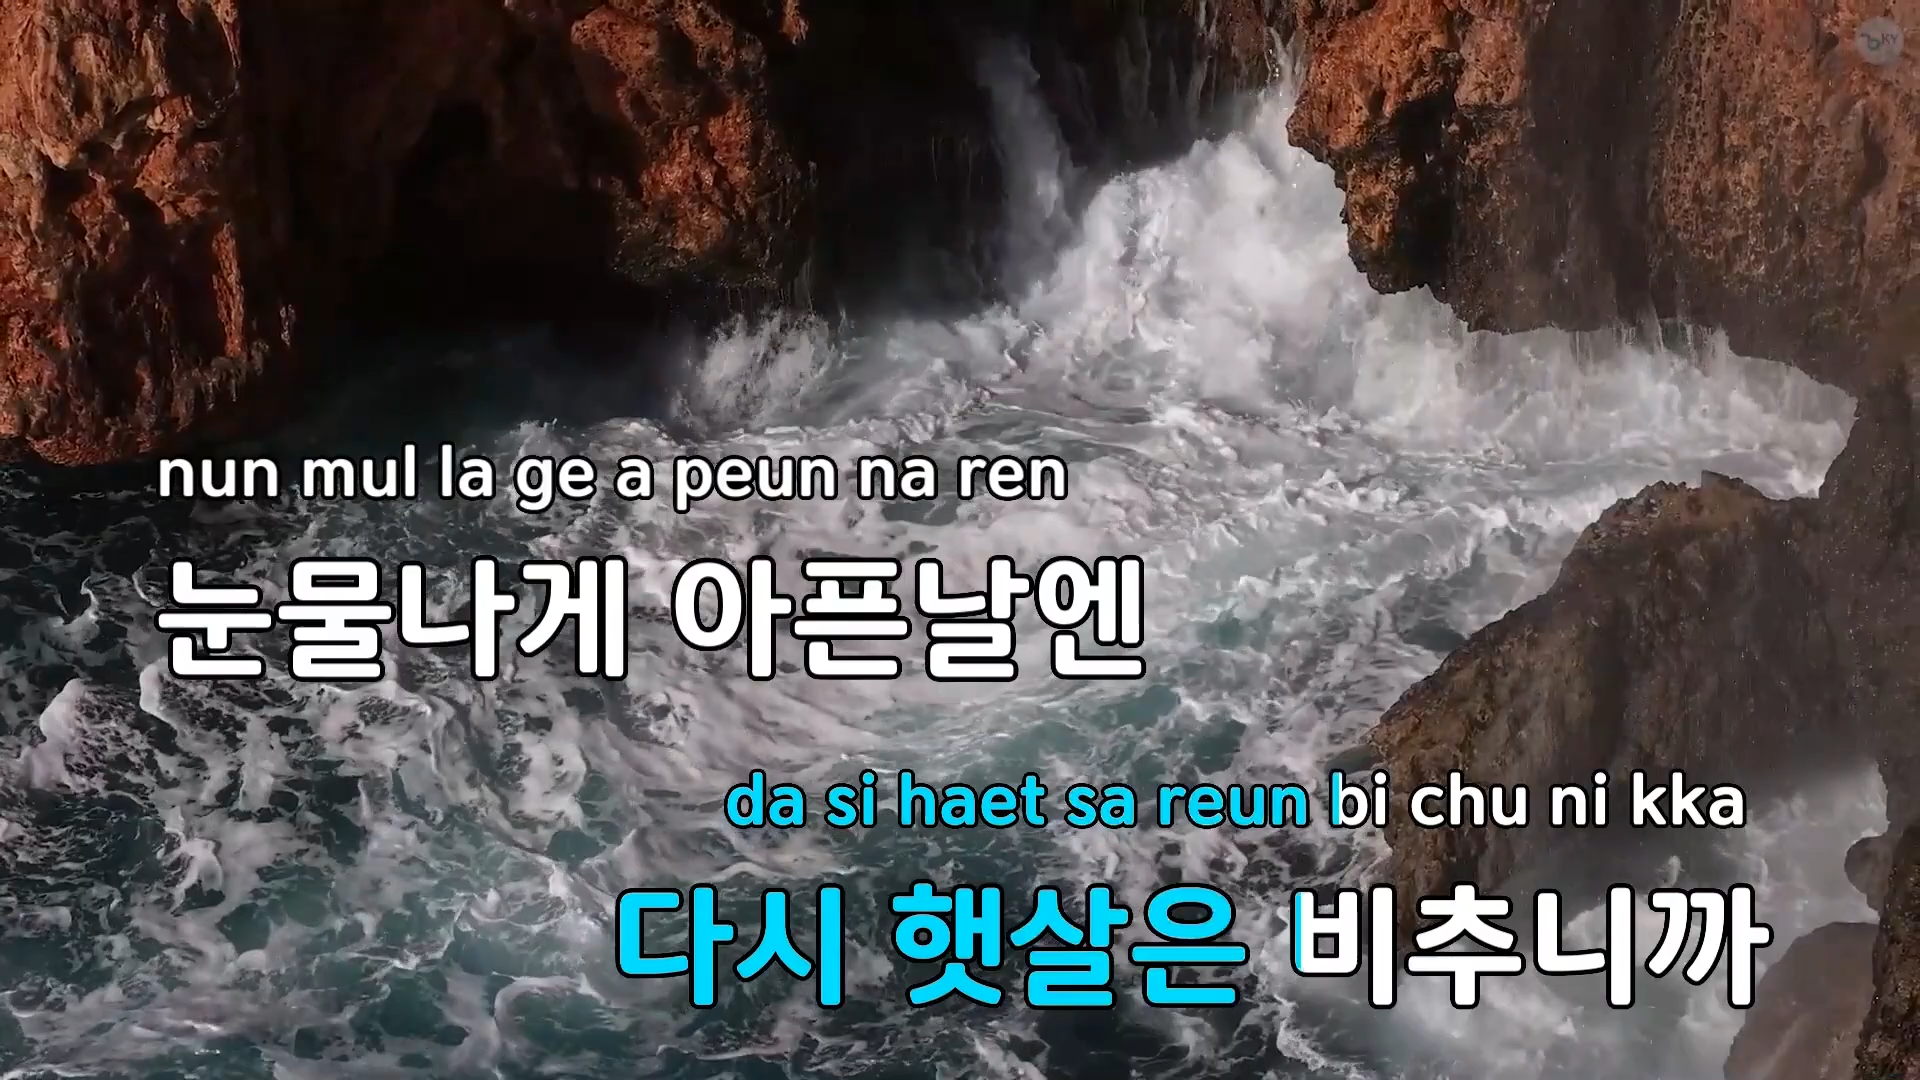 KY
nun mul la ge a peun na ren
눈물나게 아픈날엔
da si haet sa reun bi chu ni kka
다시 햇살은 비추니까